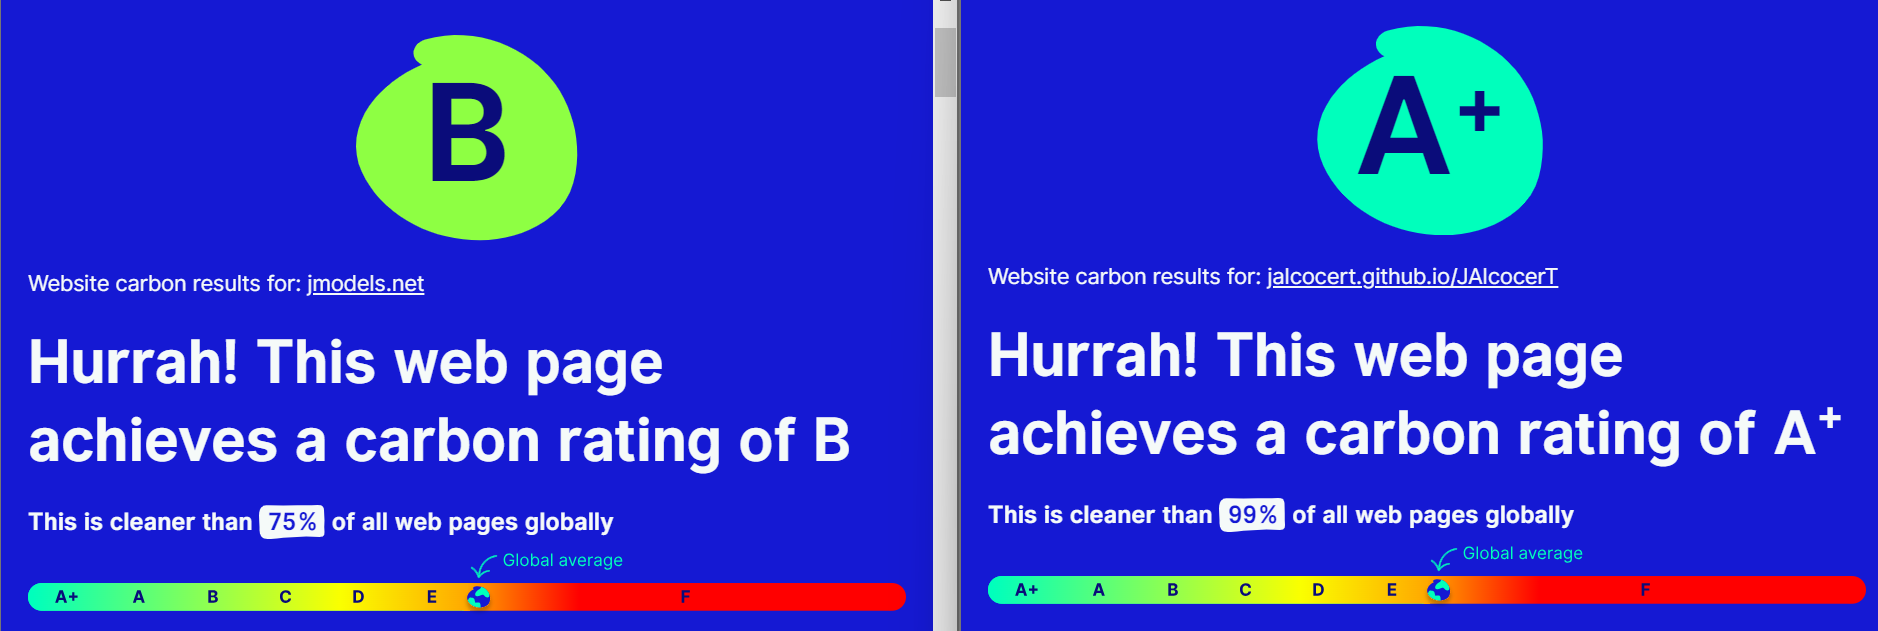 B
Website carbon results for: jmodels.net
Hurrah! This web page
achieves a carbon rating of B
This is cleaner than 75% of all web pages globally
Global average
A+ A B C D E F
A+
Website carbon results for: jalcocert.github.io/JAlcocerT
Hurrah! This web page
achieves a carbon rating of A+
This is cleaner than 99% of all web pages globally
Global average
A+ A B C D E F